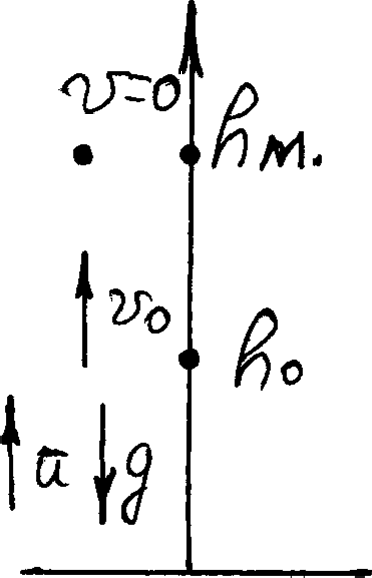 v=0
hм.
v₀
h₀
a g